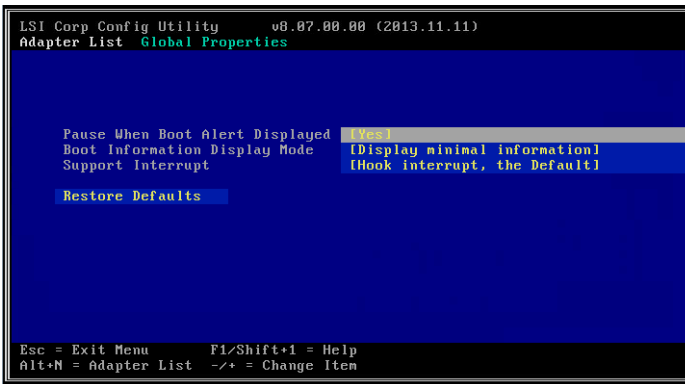 LSI Corp Config Utility v8.07.00.00 (2013.11.11)
Adapter List Global Properties
Pause When Boot Alert Displayed [Yes]
Boot Information Display Mode [Display minimal information]
Support Interrupt [Hook interrupt, the Default]
Restore Defaults
Esc = Exit Menu F1/Shift+1 = Help
Alt+N = Adapter List -/+ = Change Item